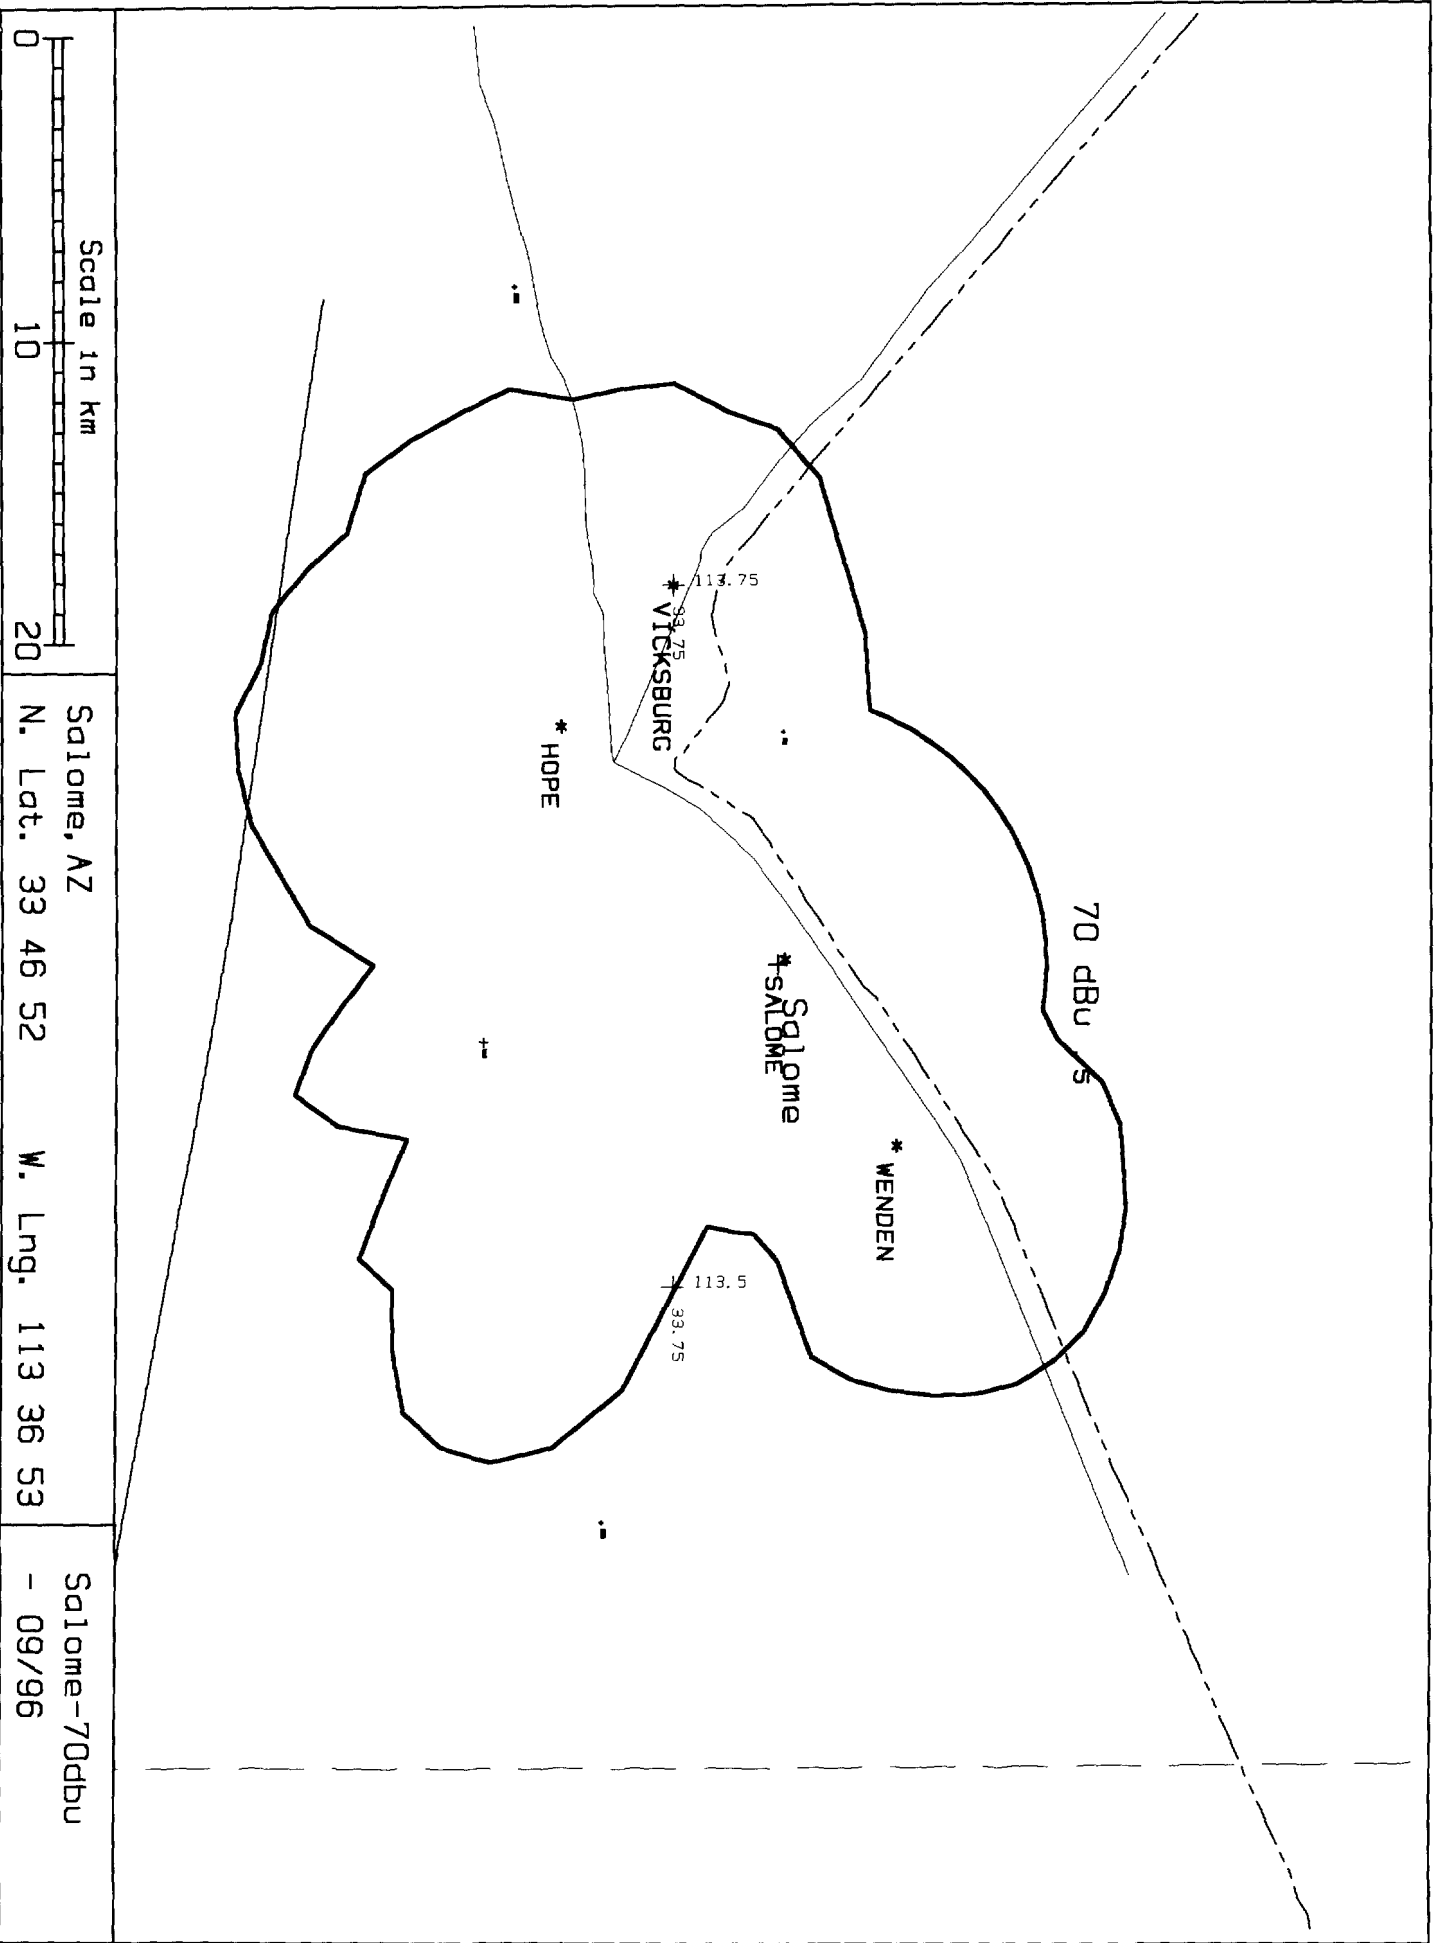 70 dBu .5
WENDEN
Salome
SALOME
113.75
33.75
VICKSBURG
113.5
33.75
HOPE
Scale in km
0 10 20
Salome, AZ
N. Lat. 33 46 52 W. Lng. 113 36 53
Salome-70dbu
- 09/96